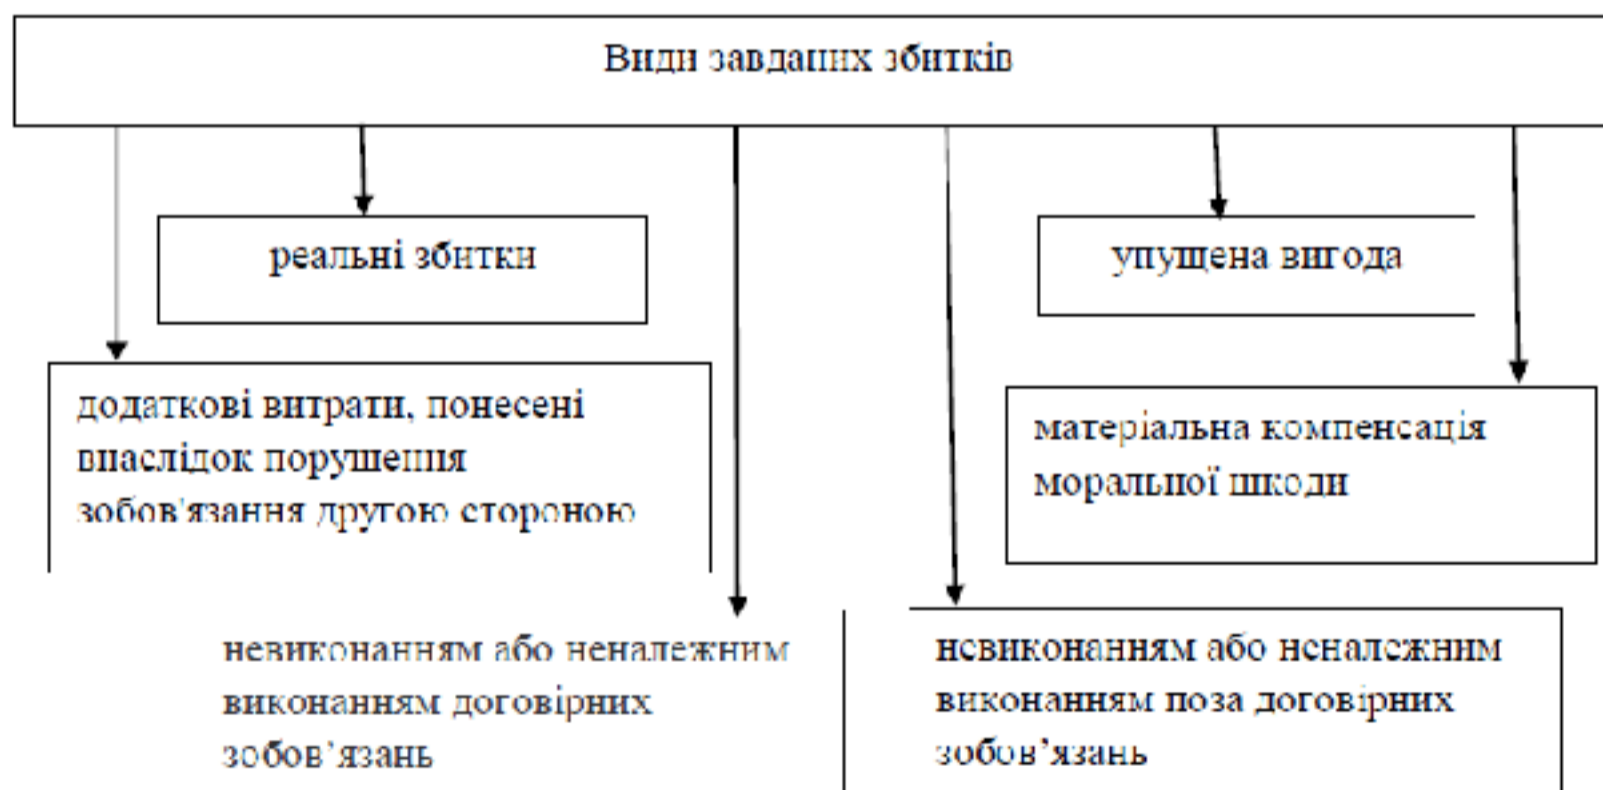 Види завданих збитків
реальні збитки
упущена вигода
додаткові витрати, понесені
внаслідок порушення
зобов'язання другою стороною
матеріальна компенсація
моральної шкоди
невиконанням або неналежним
виконанням договірних
зобов’язань
невиконанням або неналежним
виконанням поза договірних
зобов’язань